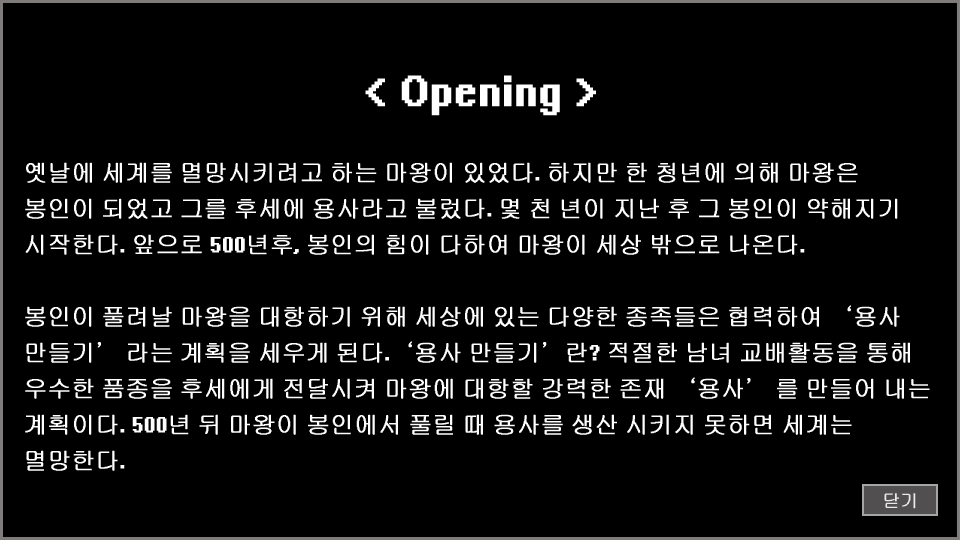 < Opening >
옛날에 세계를 멸망시키려고 하는 마왕이 있었다. 하지만 한 청년에 의해 마왕은
봉인이 되었고 그를 후세에 용사라고 불렀다. 몇 천 년이 지난 후 그 봉인이 약해지기
시작한다. 앞으로 500년후, 봉인의 힘이 다하여 마왕이 세상 밖으로 나온다.
봉인이 풀려날 마왕을 대항하기 위해 세상에 있는 다양한 종족들은 협력하여 ‘용사
만들기’ 라는 계획을 세우게 된다. ‘용사 만들기’란? 적절한 남녀 교배활동을 통해
우수한 품종을 후세에게 전달시켜 마왕에 대항할 강력한 존재 ‘용사’ 를 만들어 내는
계획이다. 500년 뒤 마왕이 봉인에서 풀릴 때 용사를 생산 시키지 못하면 세계는
멸망한다.
닫기